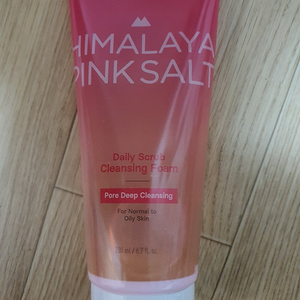 HIMALAYA
PINK SALT
Daily Scrub
Cleansing Foam
Pore Deep Cleansing
For Normal to
Oily Skin